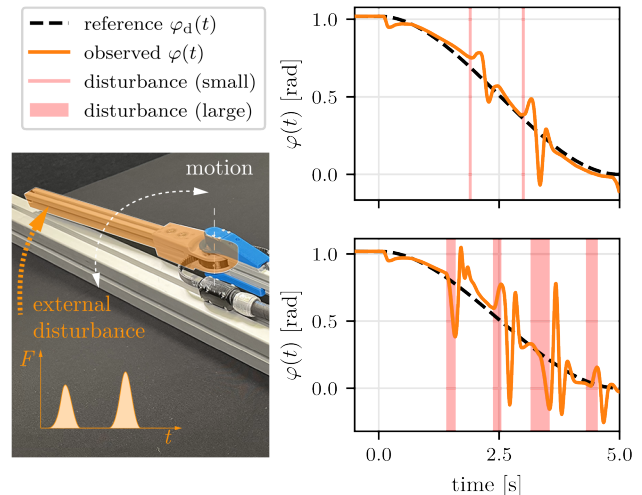 reference φd(t)
observed φ(t)
disturbance (small)
disturbance (large)
motion
external
disturbance
F
t
φ(t) [rad]
1.0
0.5
0.0
φ(t) [rad]
1.0
0.5
0.0
0.0
2.5
5.0
time [s]